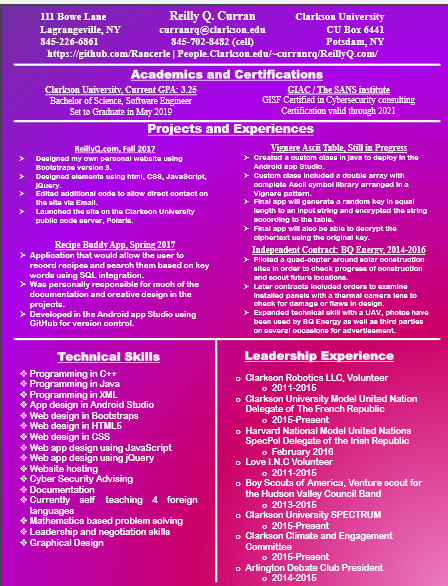 111 Bowe Lane Reilly Q. Curran Clarkson University
Lagrangeville, NY curranrq@clarkson.edu CU Box 6441
845-226-6861 845-702-8482 (cell) Potsdam, NY
https://github.com/Rancerle | People.Clarkson.edu/~curranrq/ReillyQ.com/
Academics and Certifications
Clarkson University, Current GPA: 3.25
Bachelor of Science, Software Engineer
Set to Graduate in May 2019
GIAC / The SANS institute
GISF Certified in Cybersecurity consulting
Certification valid through 2021
Projects and Experiences
ReillyQ.com, Fall 2017
➢ Designed my own personal website using
Bootstraps version 3.
➢ Designed elements using html, CSS, JavaScript,
jQuery.
➢ Edited additional code to allow direct contact on
the site via Email.
➢ Launched the site on the Clarkson University
public code server, Polaris.
Recipe Buddy App, Spring 2017
➢ Application that would allow the user to
record recipes and search them based on key
words using SQL integration.
➢ Was personally responsible for much of the
documentation and creative design in the
projects.
➢ Developed in the Android app Studio using
GitHub for version control.
Vignere Ascii Table, Still in Progress
➢ Created a custom class in java to deploy in the
Android app Studio.
➢ Custom class included a double array with
complete Ascii symbol library arranged in a
Vignere pattern.
➢ Final app will generate a random key in equal
length to an input string and encrypted the string
according to the table.
➢ Final app will also be able to decrypt the
ciphertext using the original key.
Independent Contract: BQ Energy, 2014-2016
➢ Piloted a quad-copter around solar construction
sites in order to check progress of construction
and scout future locations.
➢ Later contracts included orders to examine
installed panels with a thermal camera lens to
check for damage or flaws in design.
➢ Expanded technical skill with a UAV, photos have
been used by BQ Energy as well as third parties
on several occasions for advertisement.
Technical Skills
❖ Programming in C++
❖ Programming in Java
❖ Programming in XML
❖ App design in Android Studio
❖ Web design in Bootstraps
❖ Web design in HTML5
❖ Web design in CSS
❖ Web app design using JavaScript
❖ Web app design using jQuery
❖ Website hosting
❖ Cyber Security Advising
❖ Documentation
❖ Currently self teaching 4 foreign
languages
❖ Mathematics based problem solving
❖ Leadership and negotiation skills
❖ Graphical Design
Leadership Experience
o Clarkson Robotics LLC, Volunteer
o 2011-2015
o Clarkson University Model United Nation
Delegate of The French Republic
o 2015-Present
o Harvard National Model United Nations
SpecPol Delegate of the Irish Republic
o February 2016
o Love I.N.C Volunteer
o 2011-2015
o Boy Scouts of America, Venture scout for
the Hudson Valley Council Band
o 2013-2015
o Clarkson University SPECTRUM
o 2015-Present
o Clarkson Climate and Engagement
Committee
o 2015-Present
o Arlington Debate Club President
o 2014-2015